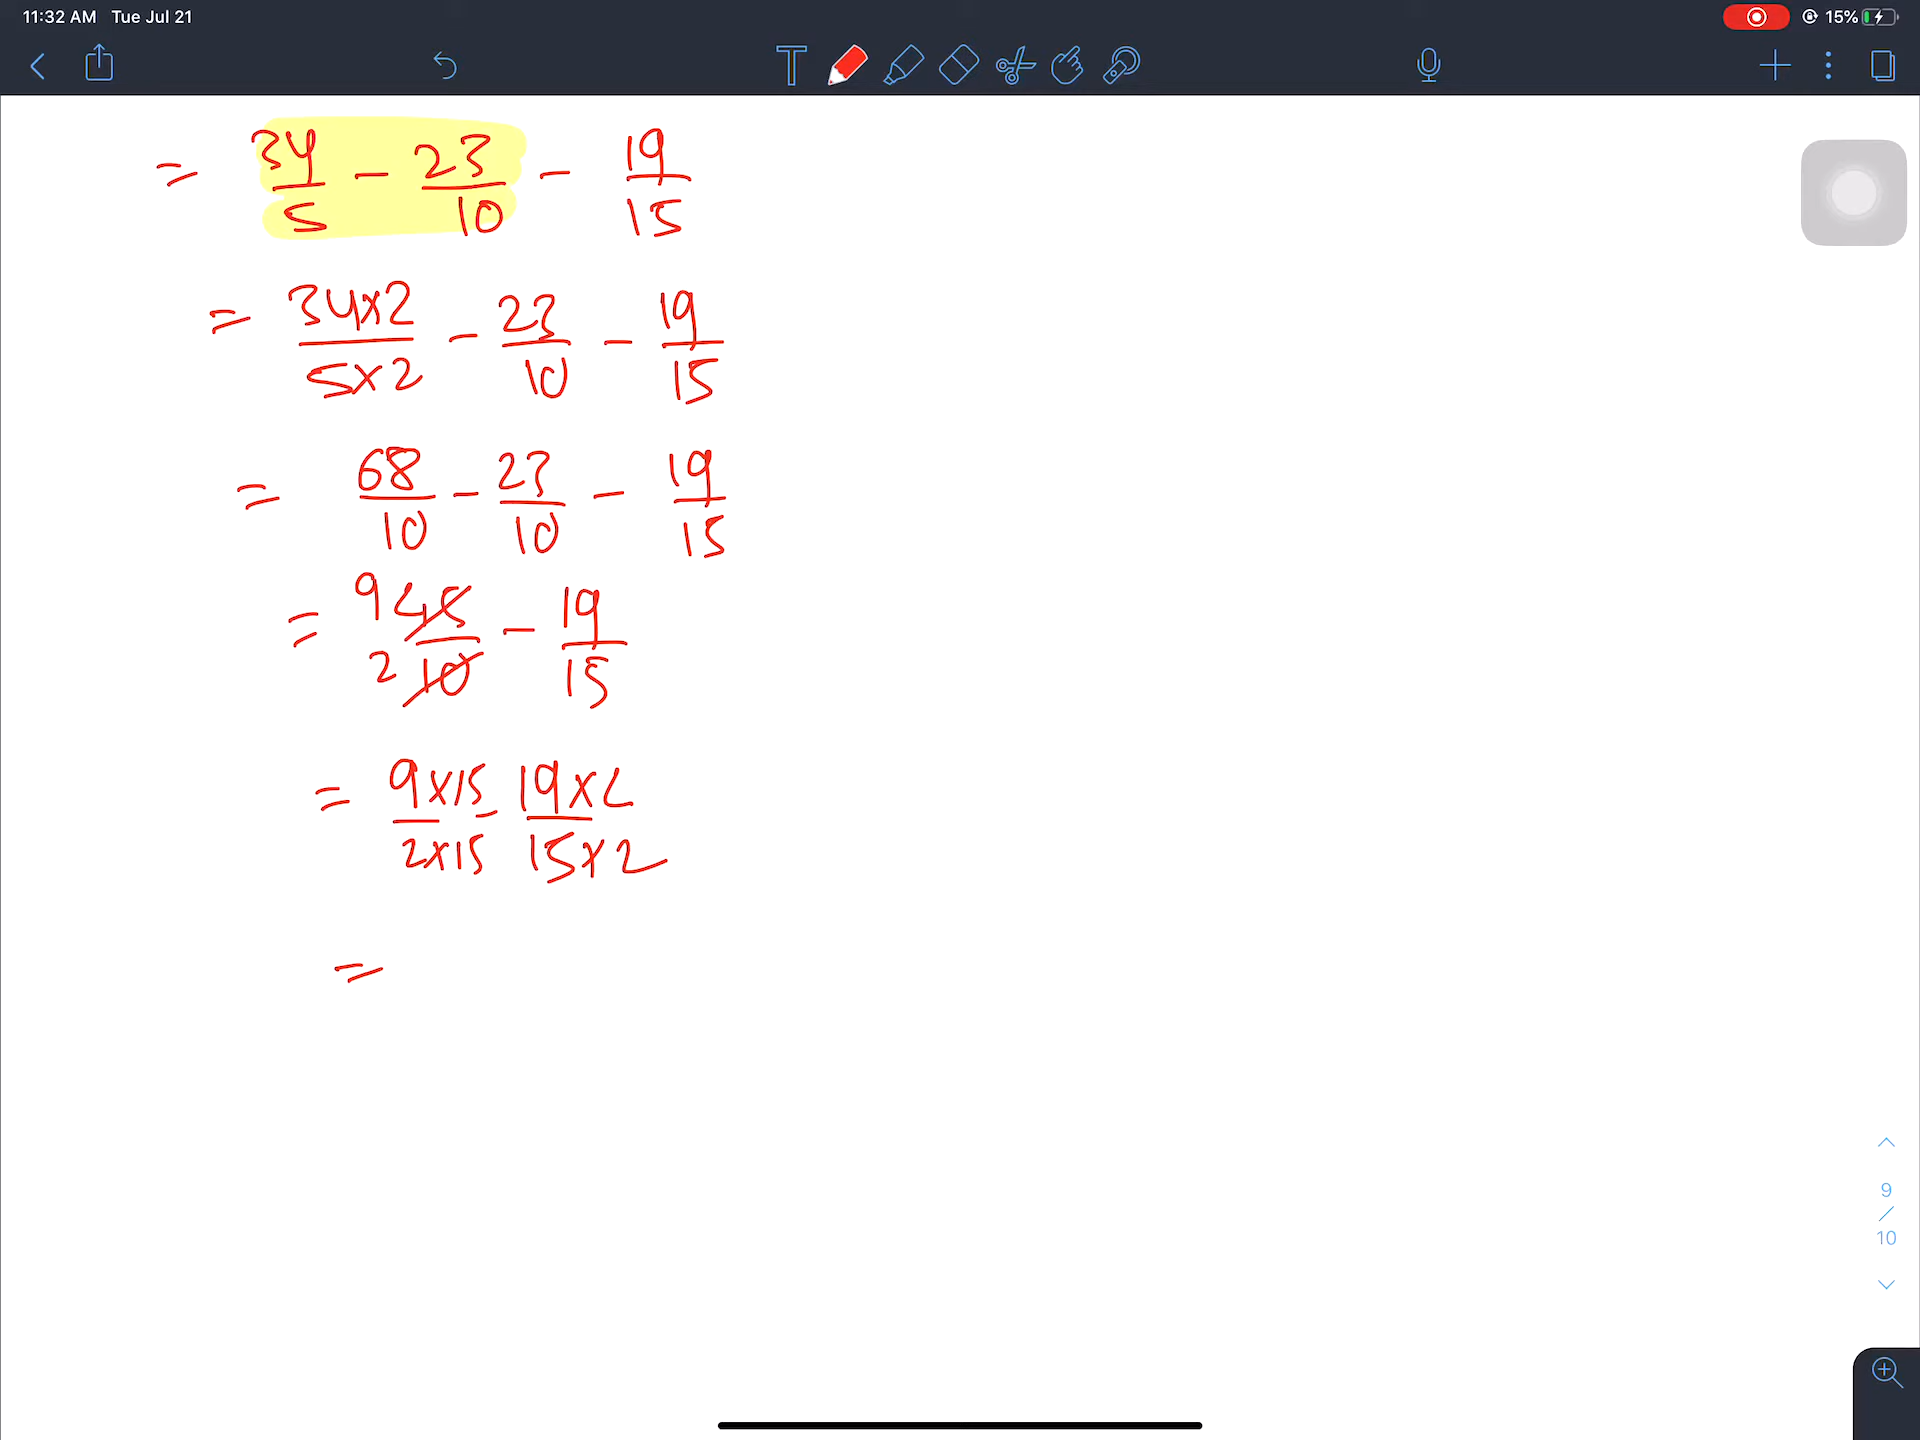 11:32 AM Tue Jul 21 15%
T
= 34/5 - 23/10 - 19/15
= 34x2/5x2 - 23/10 - 19/15
= 68/10 - 23/10 - 19/15
= 9 45/2 10 - 19/15
= 9x15/2x15 - 19x2/15x2
=
9
/
10